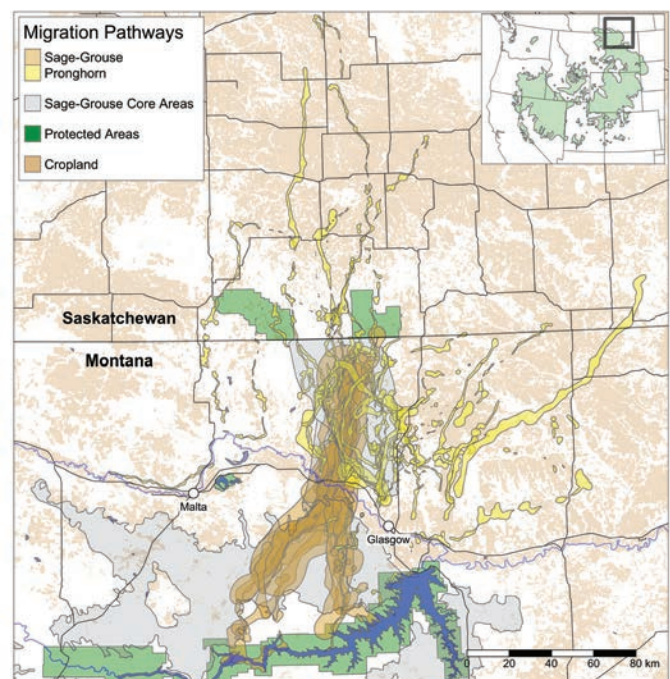 Migration Pathways
Sage-Grouse
Pronghorn
Sage-Grouse Core Areas
Protected Areas
Cropland
Saskatchewan
Montana
Malta
Glasgow
0 20 40 60 80 km